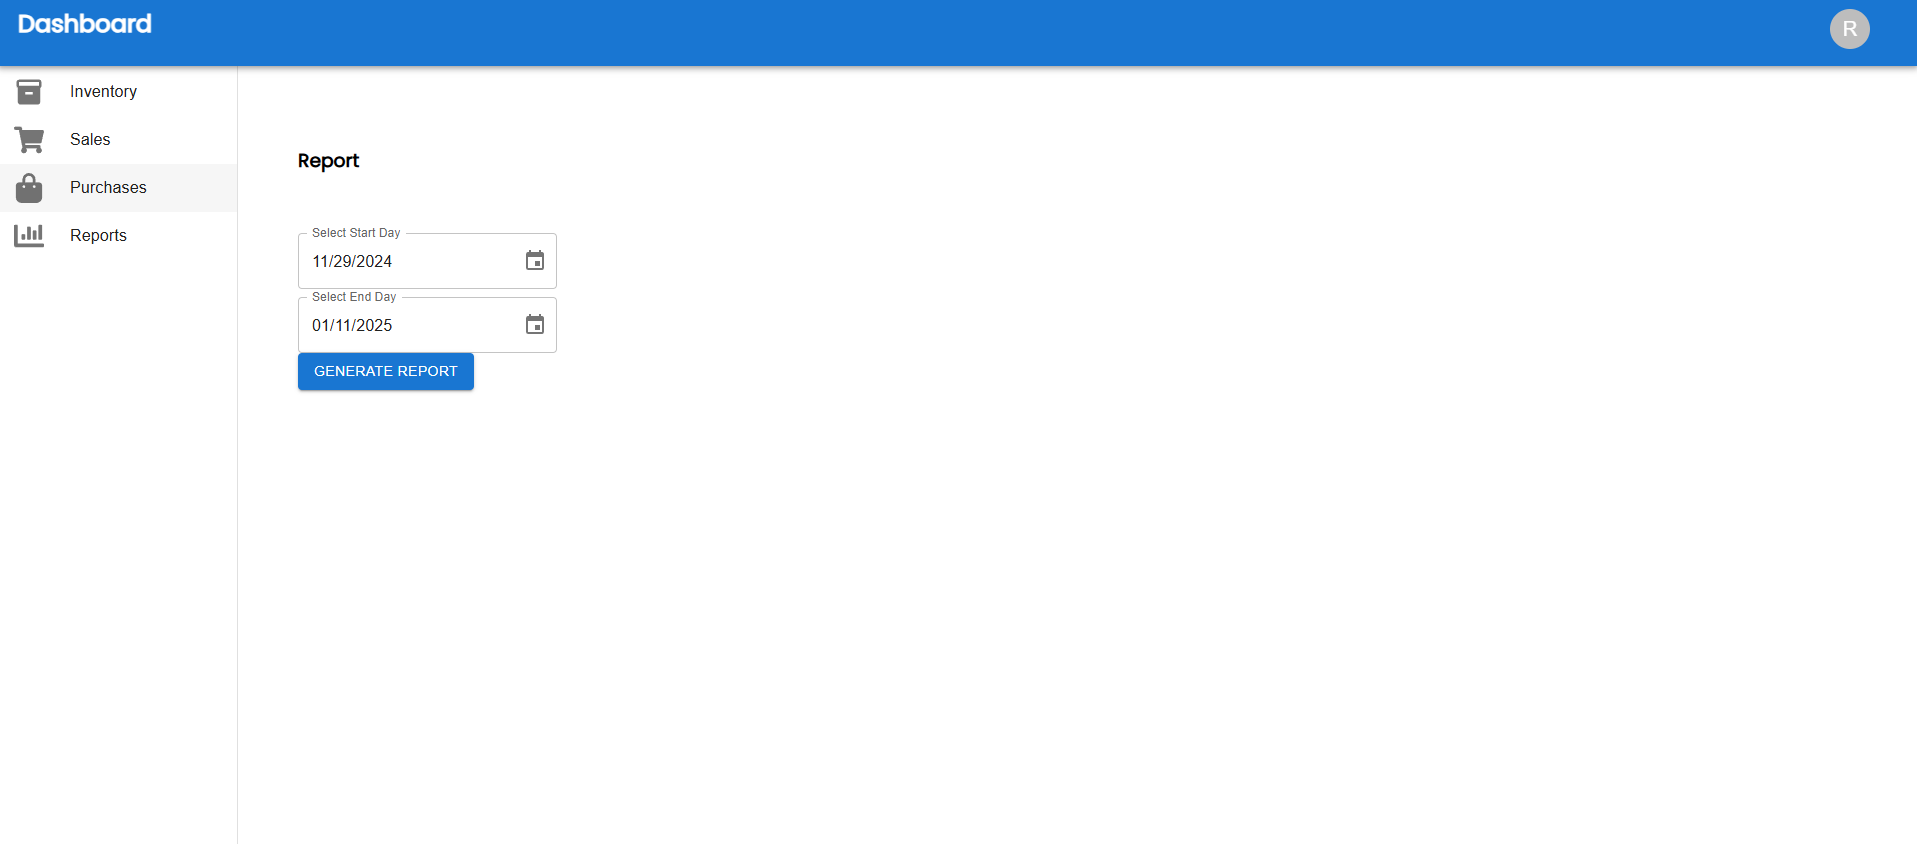 Dashboard
R
Inventory
Sales
Purchases
Reports
Report
Select Start Day
11/29/2024
Select End Day
01/11/2025
GENERATE REPORT